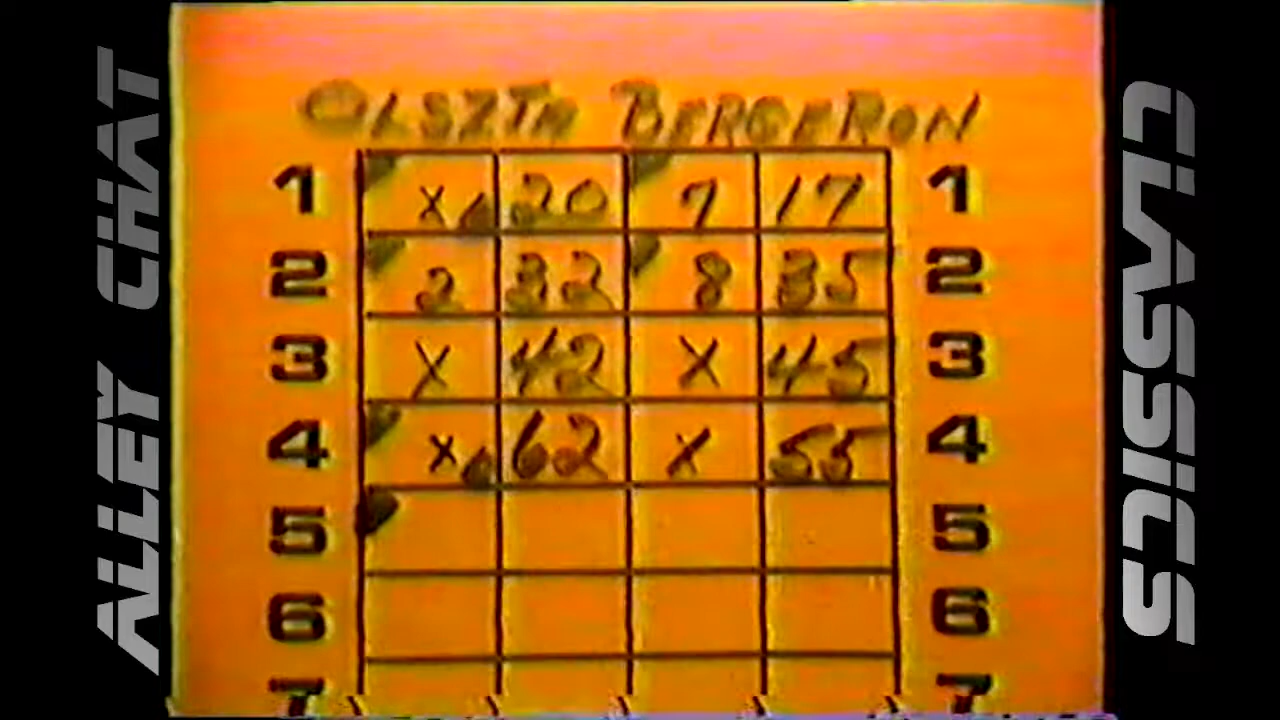 ALLEY CHAT
CLASSICS
OLSZTA BERGERON
1 X 20 7 17 1
2 2 32 8 35 2
3 X 42 X 45 3
4 X 62 X 55 4
5 5
6 6
7 7